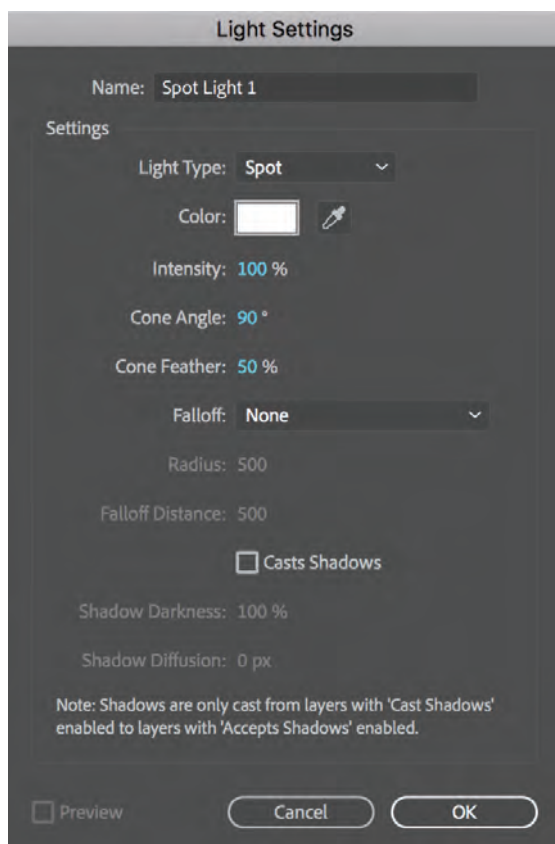 Light Settings
Name: Spot Light 1
Settings
Light Type: Spot
Color:
Intensity: 100 %
Cone Angle: 90 °
Cone Feather: 50 %
Falloff: None
Radius: 500
Falloff Distance: 500
Casts Shadows
Shadow Darkness: 100 %
Shadow Diffusion: 0 px
Note: Shadows are only cast from layers with 'Cast Shadows'
enabled to layers with 'Accepts Shadows' enabled.
Preview Cancel OK